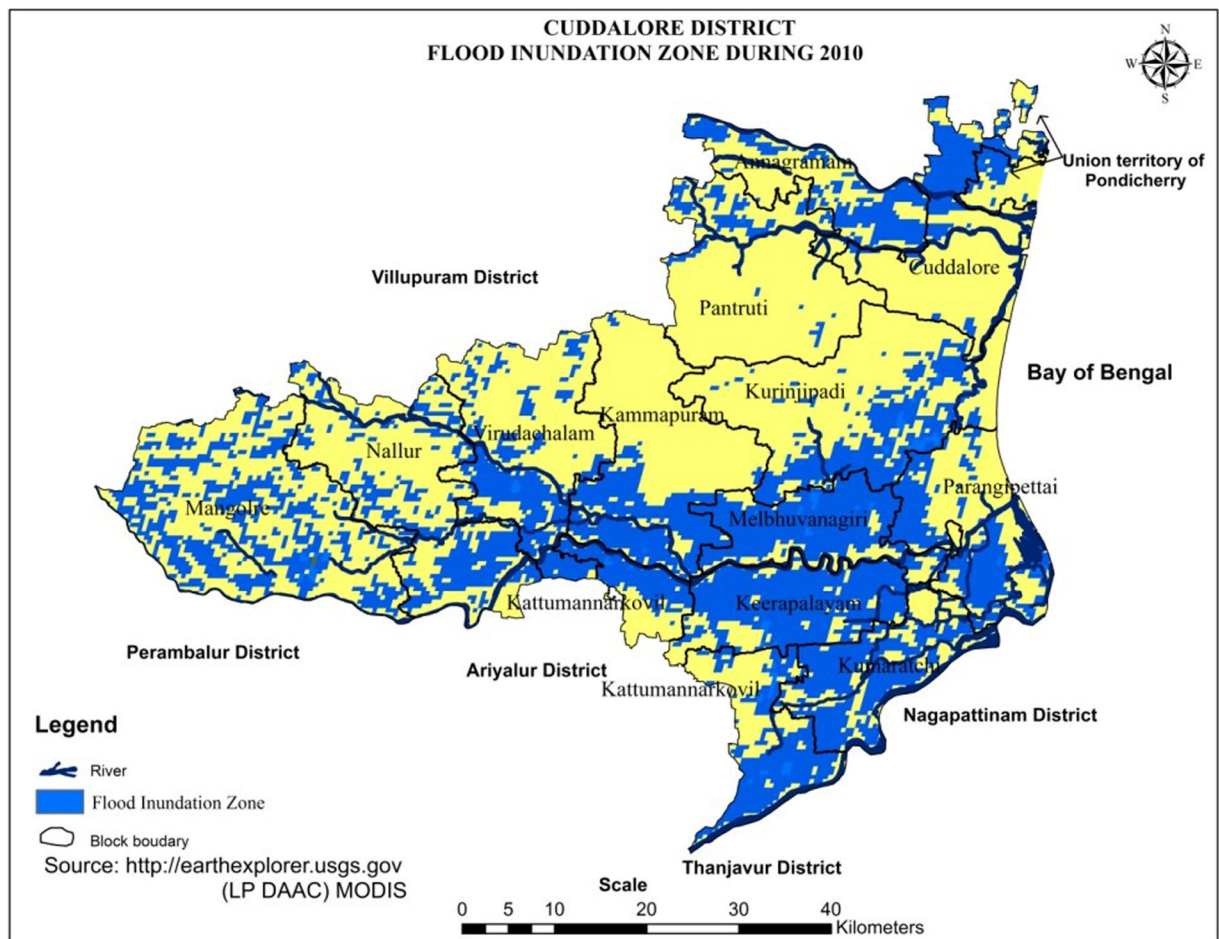 CUDDALORE DISTRICT
FLOOD INUNDATION ZONE DURING 2010
N
W
E
S
Annagramam
Union territory of
Pondicherry
Villupuram District
Cuddalore
Pantruti
Bay of Bengal
Kurinjipadi
Kammapuram
Virudachalam
Nallur
Parangipettai
Mangolre
Melbhuvanagiri
Kattumannarkovil
Keerapalayam
Perambalur District
Ariyalur District
Kumaratchi
Kattumannarkovil
Nagapattinam District
Legend
River
Flood Inundation Zone
Block boudary
Source: http://earthexplorer.usgs.gov
(LP DAAC) MODIS
Thanjavur District
Scale
0 5 10 20 30 40
Kilometers